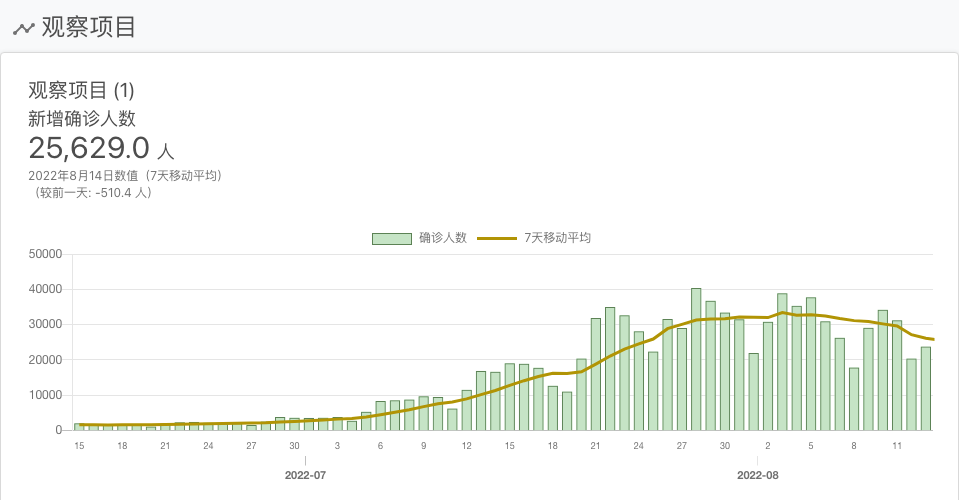 观察项目
观察项目 (1)
新增确诊人数
25,629.0 人
2022年8月14日数值（7天移动平均）
（较前一天: -510.4 人）
确诊人数 7天移动平均
50000
40000
30000
20000
10000
0
15 18 21 24 27 30 3 6 9 12 15 18 21 24 27 30 2 5 8 11
2022-07 2022-08